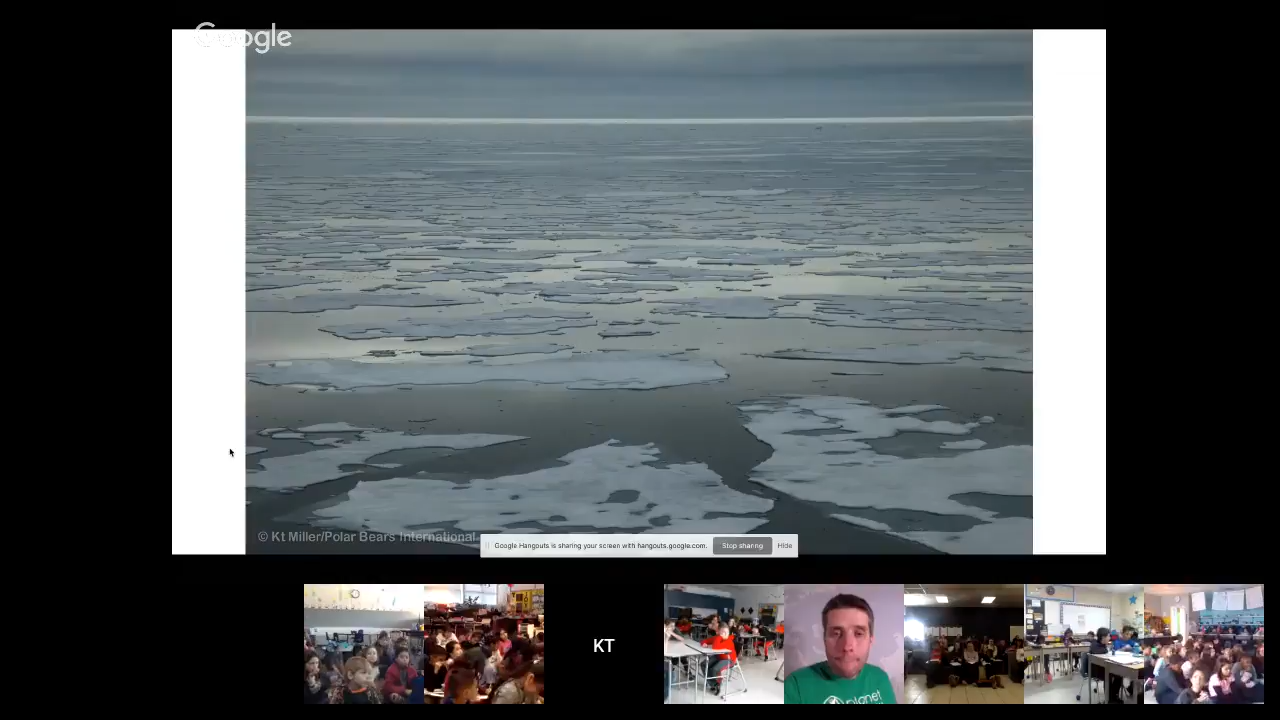 Google
© Kt Miller/Polar Bears International
Google Hangouts is sharing your screen with hangouts.google.com.
Stop sharing
Hide
KT
planet